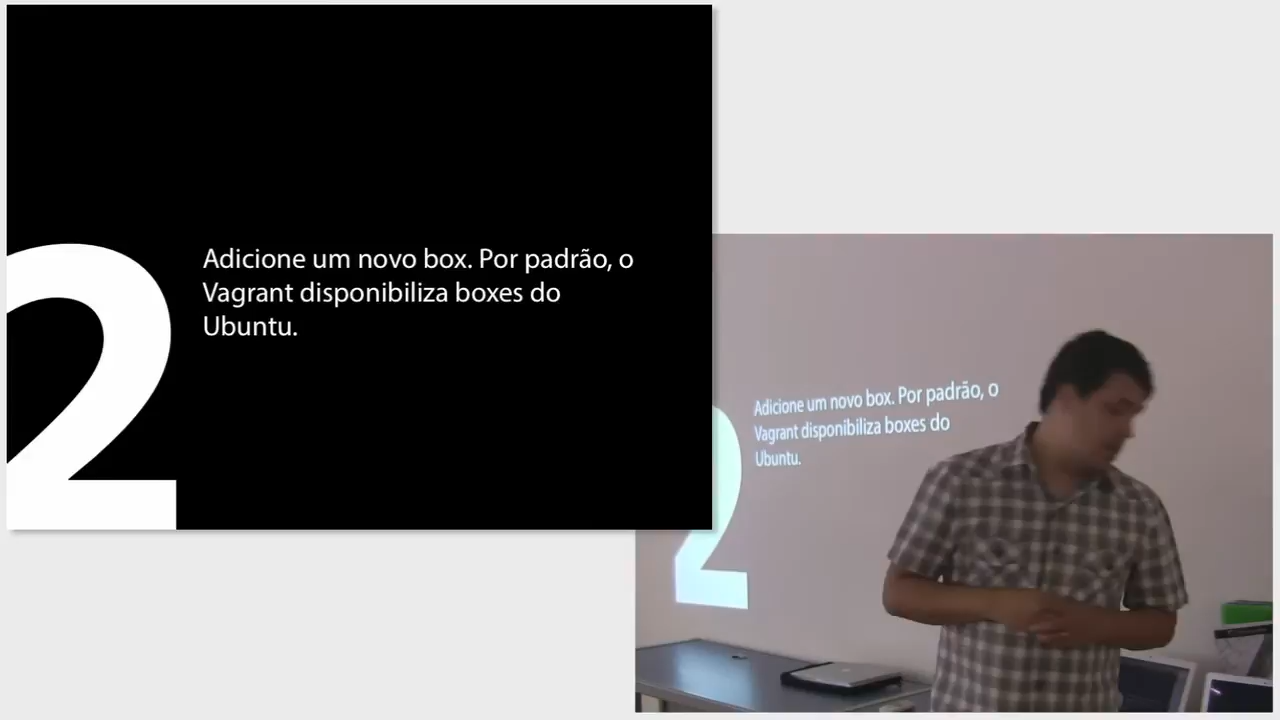 2
Adicione um novo box. Por padrão, o
Vagrant disponibiliza boxes do
Ubuntu.
2
Adicione um novo box. Por padrão, o
Vagrant disponibiliza boxes do
Ubuntu.